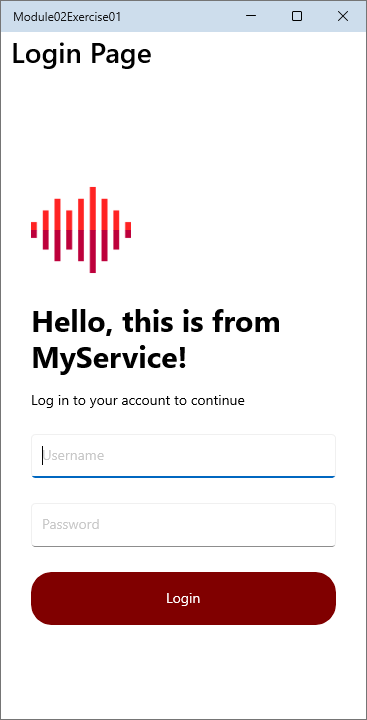 Module02Exercise01
Login Page
Hello, this is from
MyService!
Log in to your account to continue
Username
Password
Login